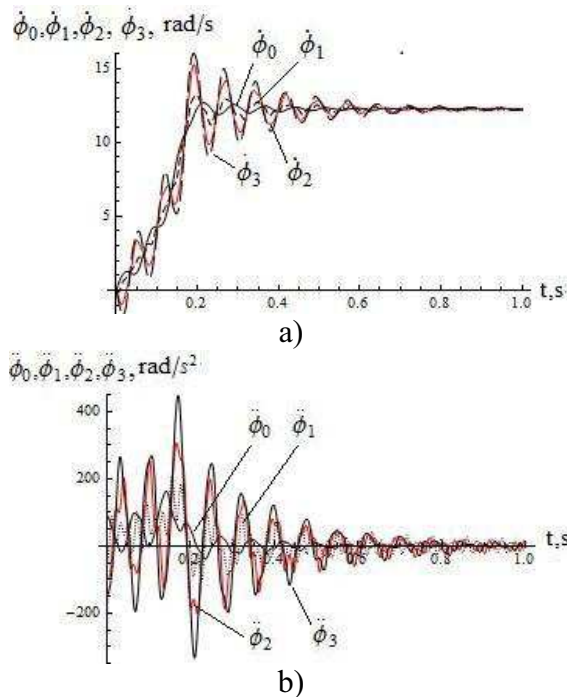 ϕ̇₀,ϕ̇₁,ϕ̇₂, ϕ̇₃, rad/s
ϕ̇₀ ϕ̇₁
15
10
5
ϕ̇₃ ϕ̇₂
t,s
0.2 0.4 0.6 0.8 1.0
a)
ϕ̈₀,ϕ̈₁,ϕ̈₂,ϕ̈₃, rad/s²
400
ϕ̈₀ ϕ̈₁
200
t,s
0.2 0.4 0.6 0.8 1.0
-200
ϕ̈₂ ϕ̈₃
b)